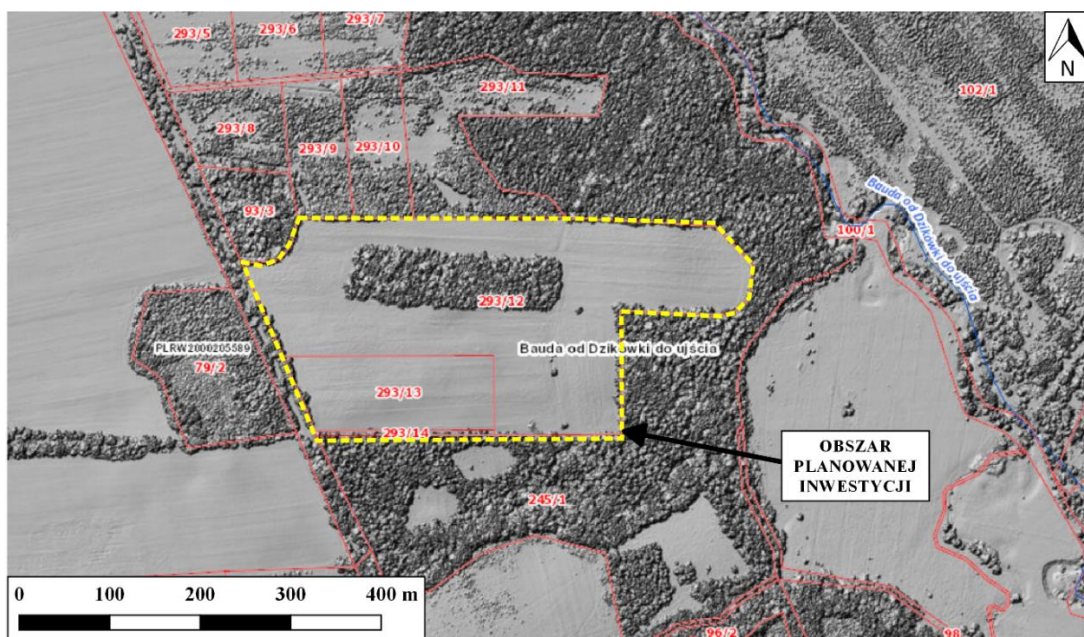 293/5
293/6
293/7
N
293/11
102/1
293/8
293/9
293/10
93/3
Bauda od Dzikówki do ujścia
100/1
293/12
PLRW2000205589
79/2
Bauda od Dzikówki do ujścia
293/13
293/14
OBSZAR
PLANOWANEJ
INWESTYCJI
245/1
0 100 200 300 400 m
96/2
98